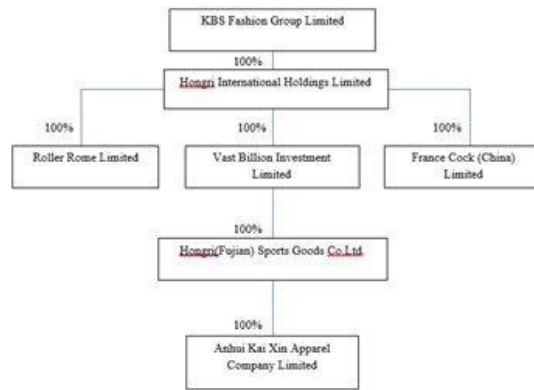 KBS Fashion Group Limited
100%
Hongri International Holdings Limited
100%
100%
100%
Roller Rome Limited
Vast Billion Investment
Limited
France Cock (China)
Limited
100%
Hongri(Fujian) Sports Goods Co.Ltd.
100%
Anhui Kai Xin Apparel
Company Limited